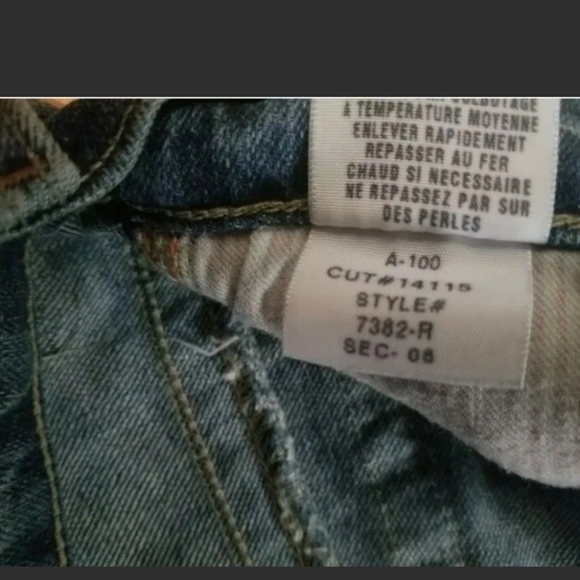 À TEMPERATURE MOYENNE
ENLEVER RAPIDEMENT
REPASSER AU FER
CHAUD SI NECESSAIRE
NE REPASSEZ PAR SUR
DES PERLES
A-100
CUT#14115
STYLE#
7382-R
SEC- 06